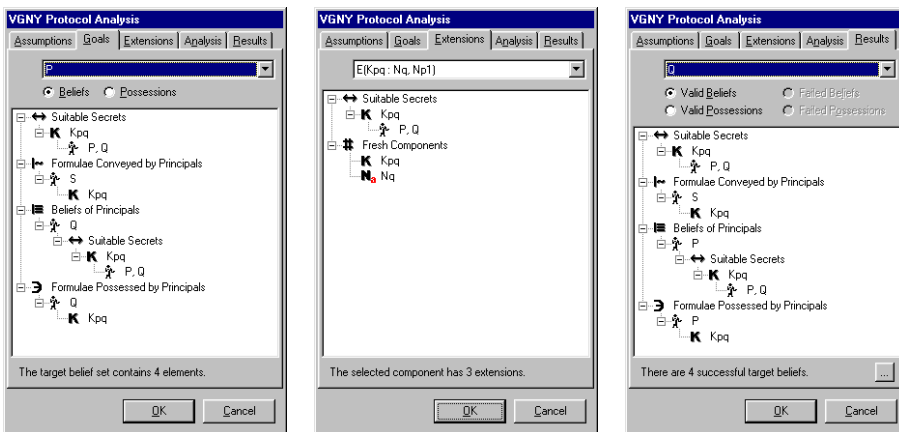 VGNY Protocol Analysis
Assumptions Goals Extensions Analysis Results
P
Beliefs Possessions
Suitable Secrets
K Kpq
P, Q
Formulae Conveyed by Principals
S
K Kpq
Beliefs of Principals
Q
Suitable Secrets
K Kpq
P, Q
Formulae Possessed by Principals
Q
K Kpq
The target belief set contains 4 elements.
OK Cancel
VGNY Protocol Analysis
Assumptions Goals Extensions Analysis Results
E(Kpq : Nq, Np1)
Suitable Secrets
K Kpq
P, Q
# Fresh Components
K Kpq
Na Nq
The selected component has 3 extensions.
OK Cancel
VGNY Protocol Analysis
Assumptions Goals Extensions Analysis Results
Q
Valid Beliefs Failed Beliefs
Valid Possessions Failed Possessions
Suitable Secrets
K Kpq
P, Q
Formulae Conveyed by Principals
S
K Kpq
Beliefs of Principals
P
Suitable Secrets
K Kpq
P, Q
Formulae Possessed by Principals
P
K Kpq
There are 4 successful target beliefs. ...
OK Cancel